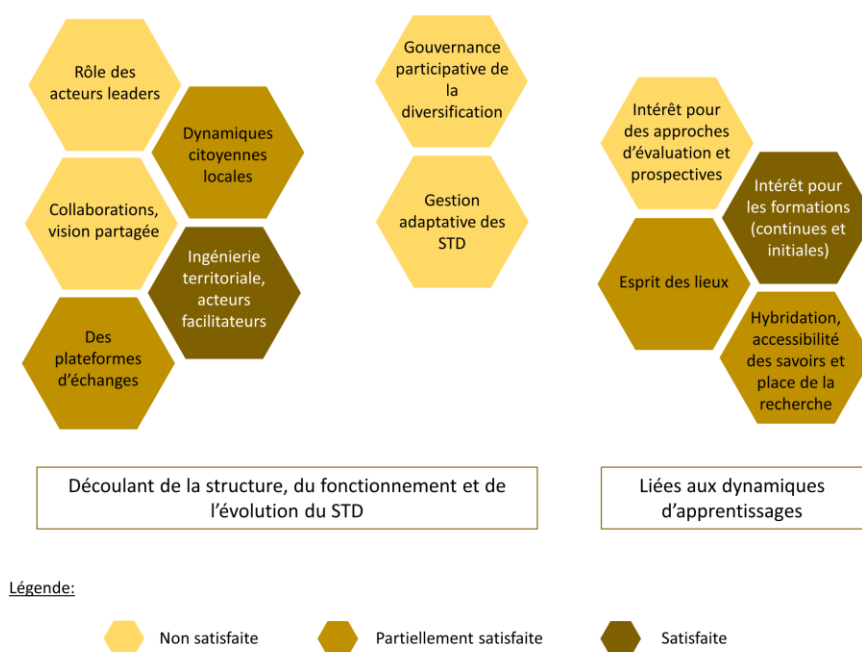 Rôle des
acteurs leaders
Dynamiques
citoyennes
locales
Collaborations,
vision partagée
Ingénierie
territoriale,
acteurs
facilitateurs
Des
plateformes
d'échanges
Gouvernance
participative de
la
diversification
Gestion
adaptative des
STD
Intérêt pour
des approches
d'évaluation et
prospectives
Intérêt pour
les formations
(continues et
initiales)
Esprit des lieux
Hybridation,
accessibilité
des savoirs et
place de la
recherche
Découlant de la structure, du fonctionnement et de
l'évolution du STD
Liées aux dynamiques
d'apprentissages
Légende:
Non satisfaite
Partiellement satisfaite
Satisfaite